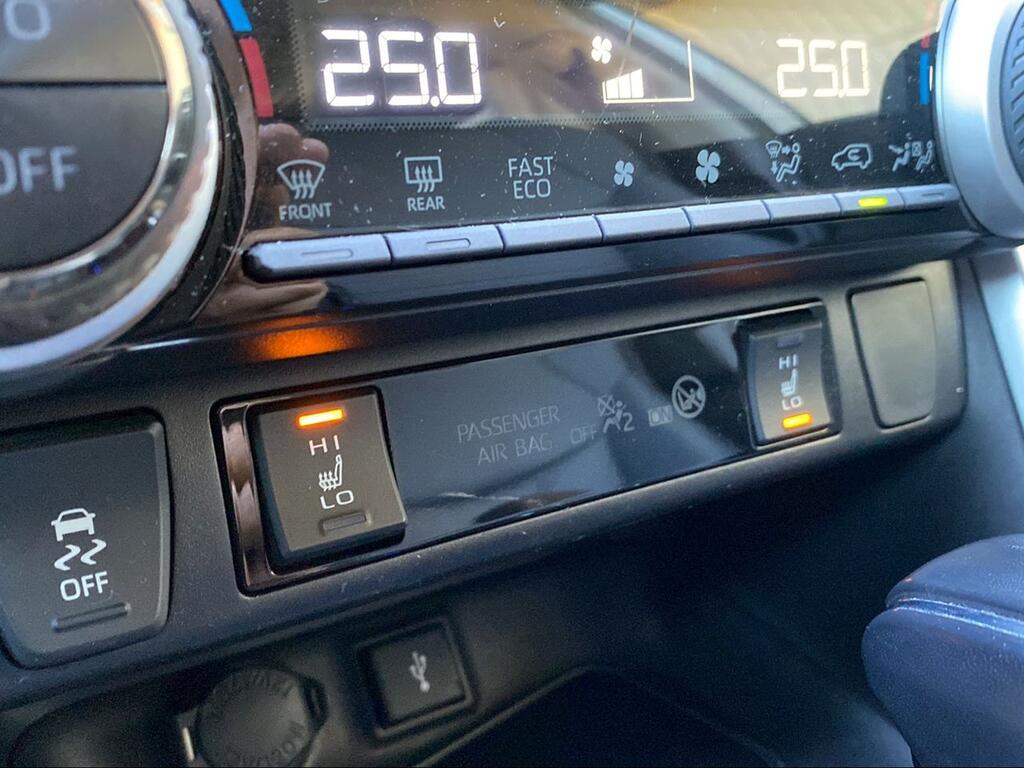 O
OFF
25.0
25.0
FRONT
REAR
FAST
ECO
HI
LO
PASSENGER
AIR BAG
OFF
2
ON
HI
LO
OFF